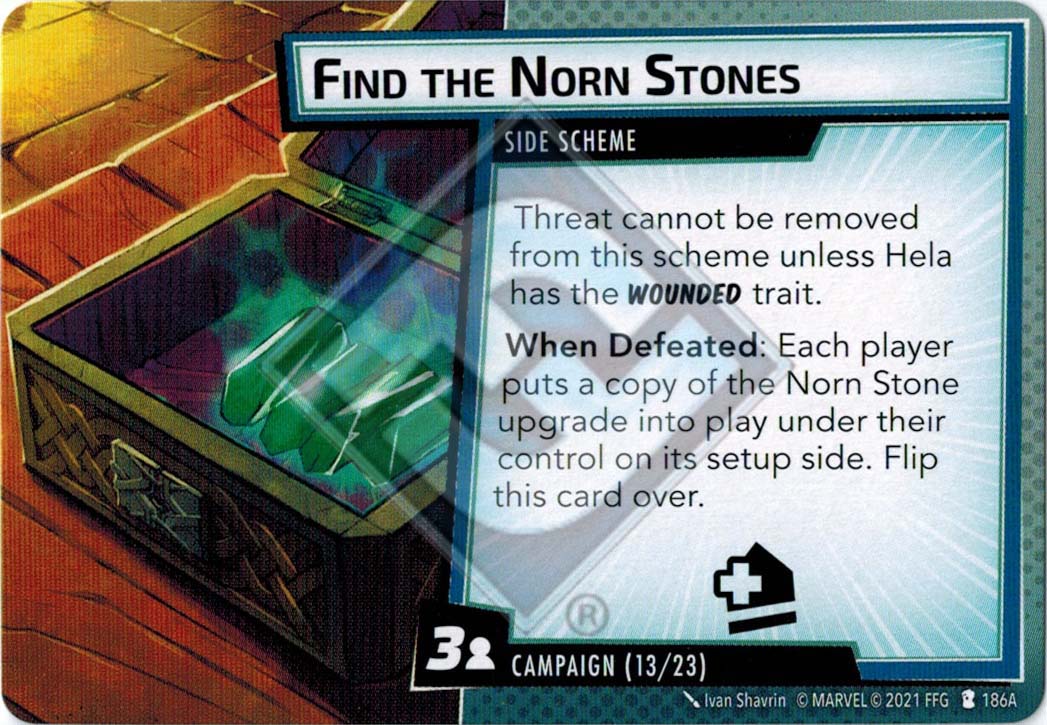 FIND THE NORN STONES
SIDE SCHEME
Threat cannot be removed
from this scheme unless Hela
has the WOUNDED trait.
When Defeated: Each player
puts a copy of the Norn Stone
upgrade into play under their
control on its setup side. Flip
this card over.
®
3
CAMPAIGN (13/23)
Ivan Shavrin © MARVEL © 2021 FFG 186A